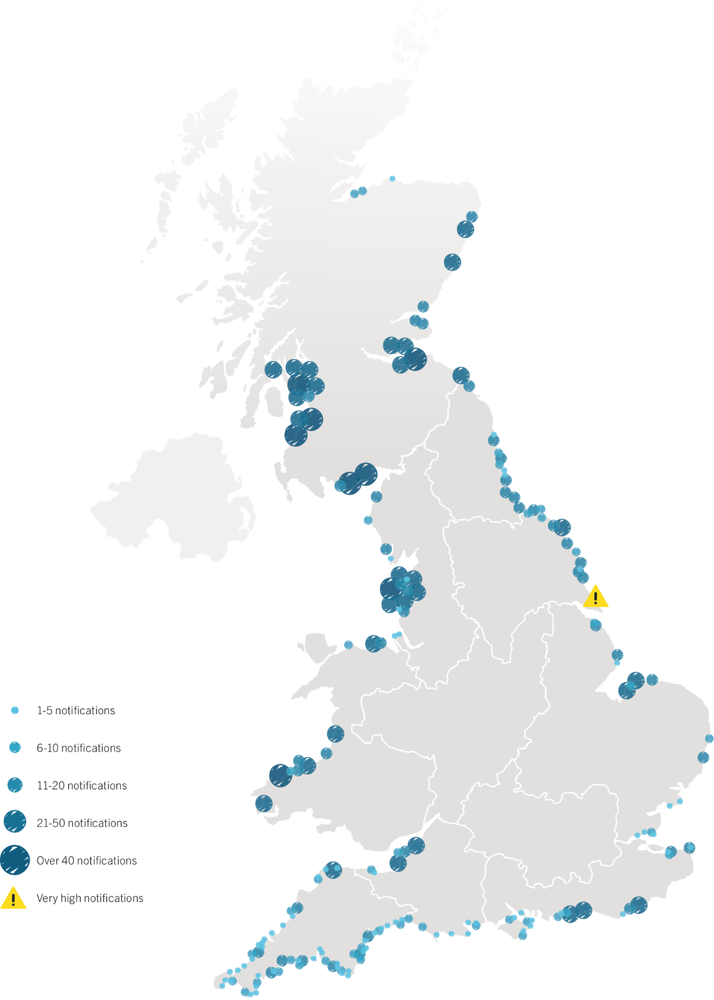 1-5 notifications
6-10 notifications
11-20 notifications
21-50 notifications
Over 40 notifications
! Very high notifications
!